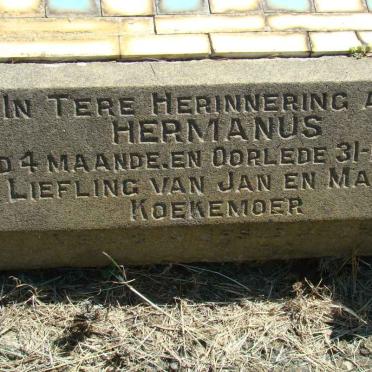 IN TERE HERINNERING A
HERMANUS
D 4 MAANDE.EN OORLEDE 31-
LIEFLING VAN JAN EN MA
KOEKEMOER